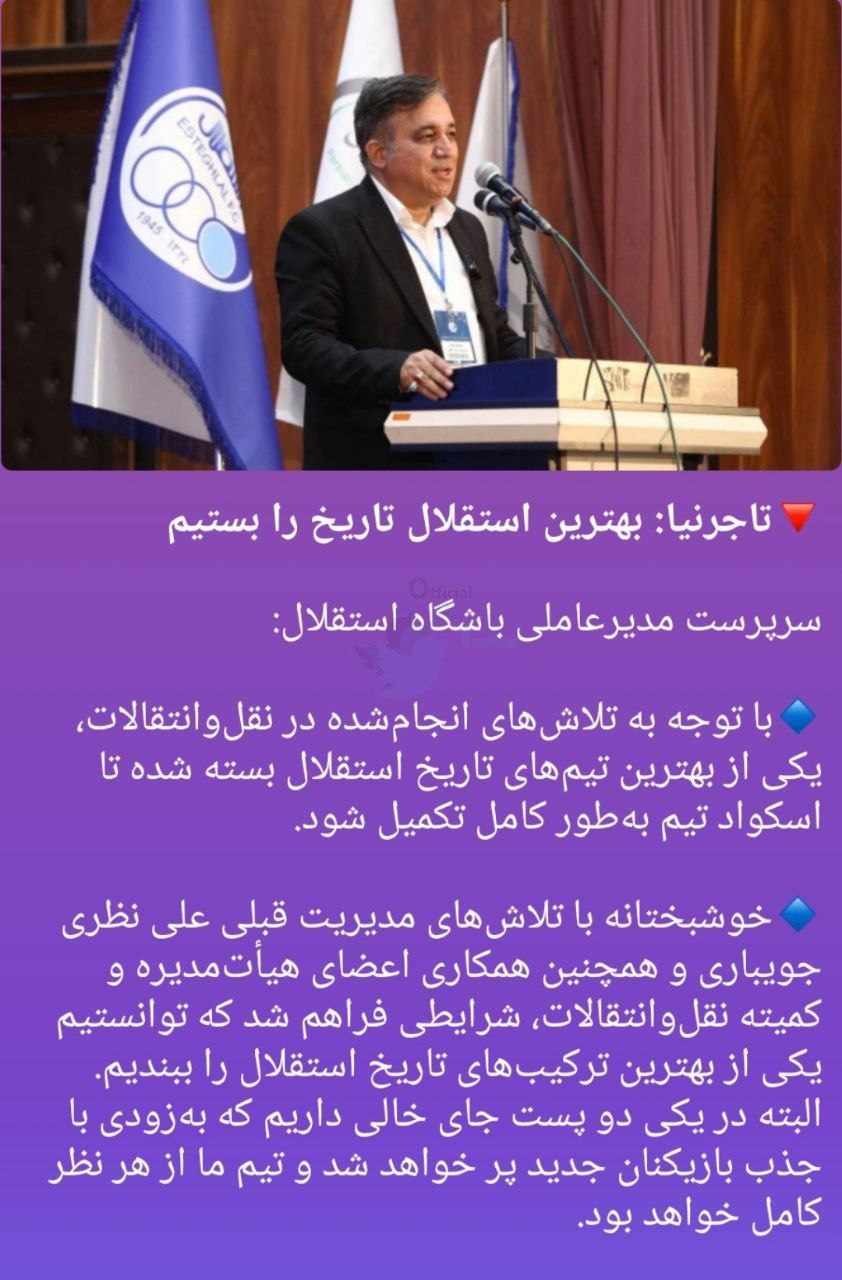 ESTEGHLAL F.C
1945 ١٣٢٤
🔻تاجرنیا: بهترین استقلال تاریخ را بستیم
Official
سرپرست مدیرعاملی باشگاه استقلال:
🔷با توجه به تلاش‌های انجام‌شده در نقل‌وانتقالات،
یکی از بهترین تیم‌های تاریخ استقلال بسته شده تا
اسکواد تیم به‌طور کامل تکمیل شود.
🔷خوشبختانه با تلاش‌های مدیریت قبلی علی نظری
جویباری و همچنین همکاری اعضای هیأت‌مدیره و
کمیته نقل‌وانتقالات، شرایطی فراهم شد که توانستیم
یکی از بهترین ترکیب‌های تاریخ استقلال را ببندیم.
البته در یکی دو پست جای خالی داریم که به‌زودی با
جذب بازیکنان جدید پر خواهد شد و تیم ما از هر نظر
کامل خواهد بود.